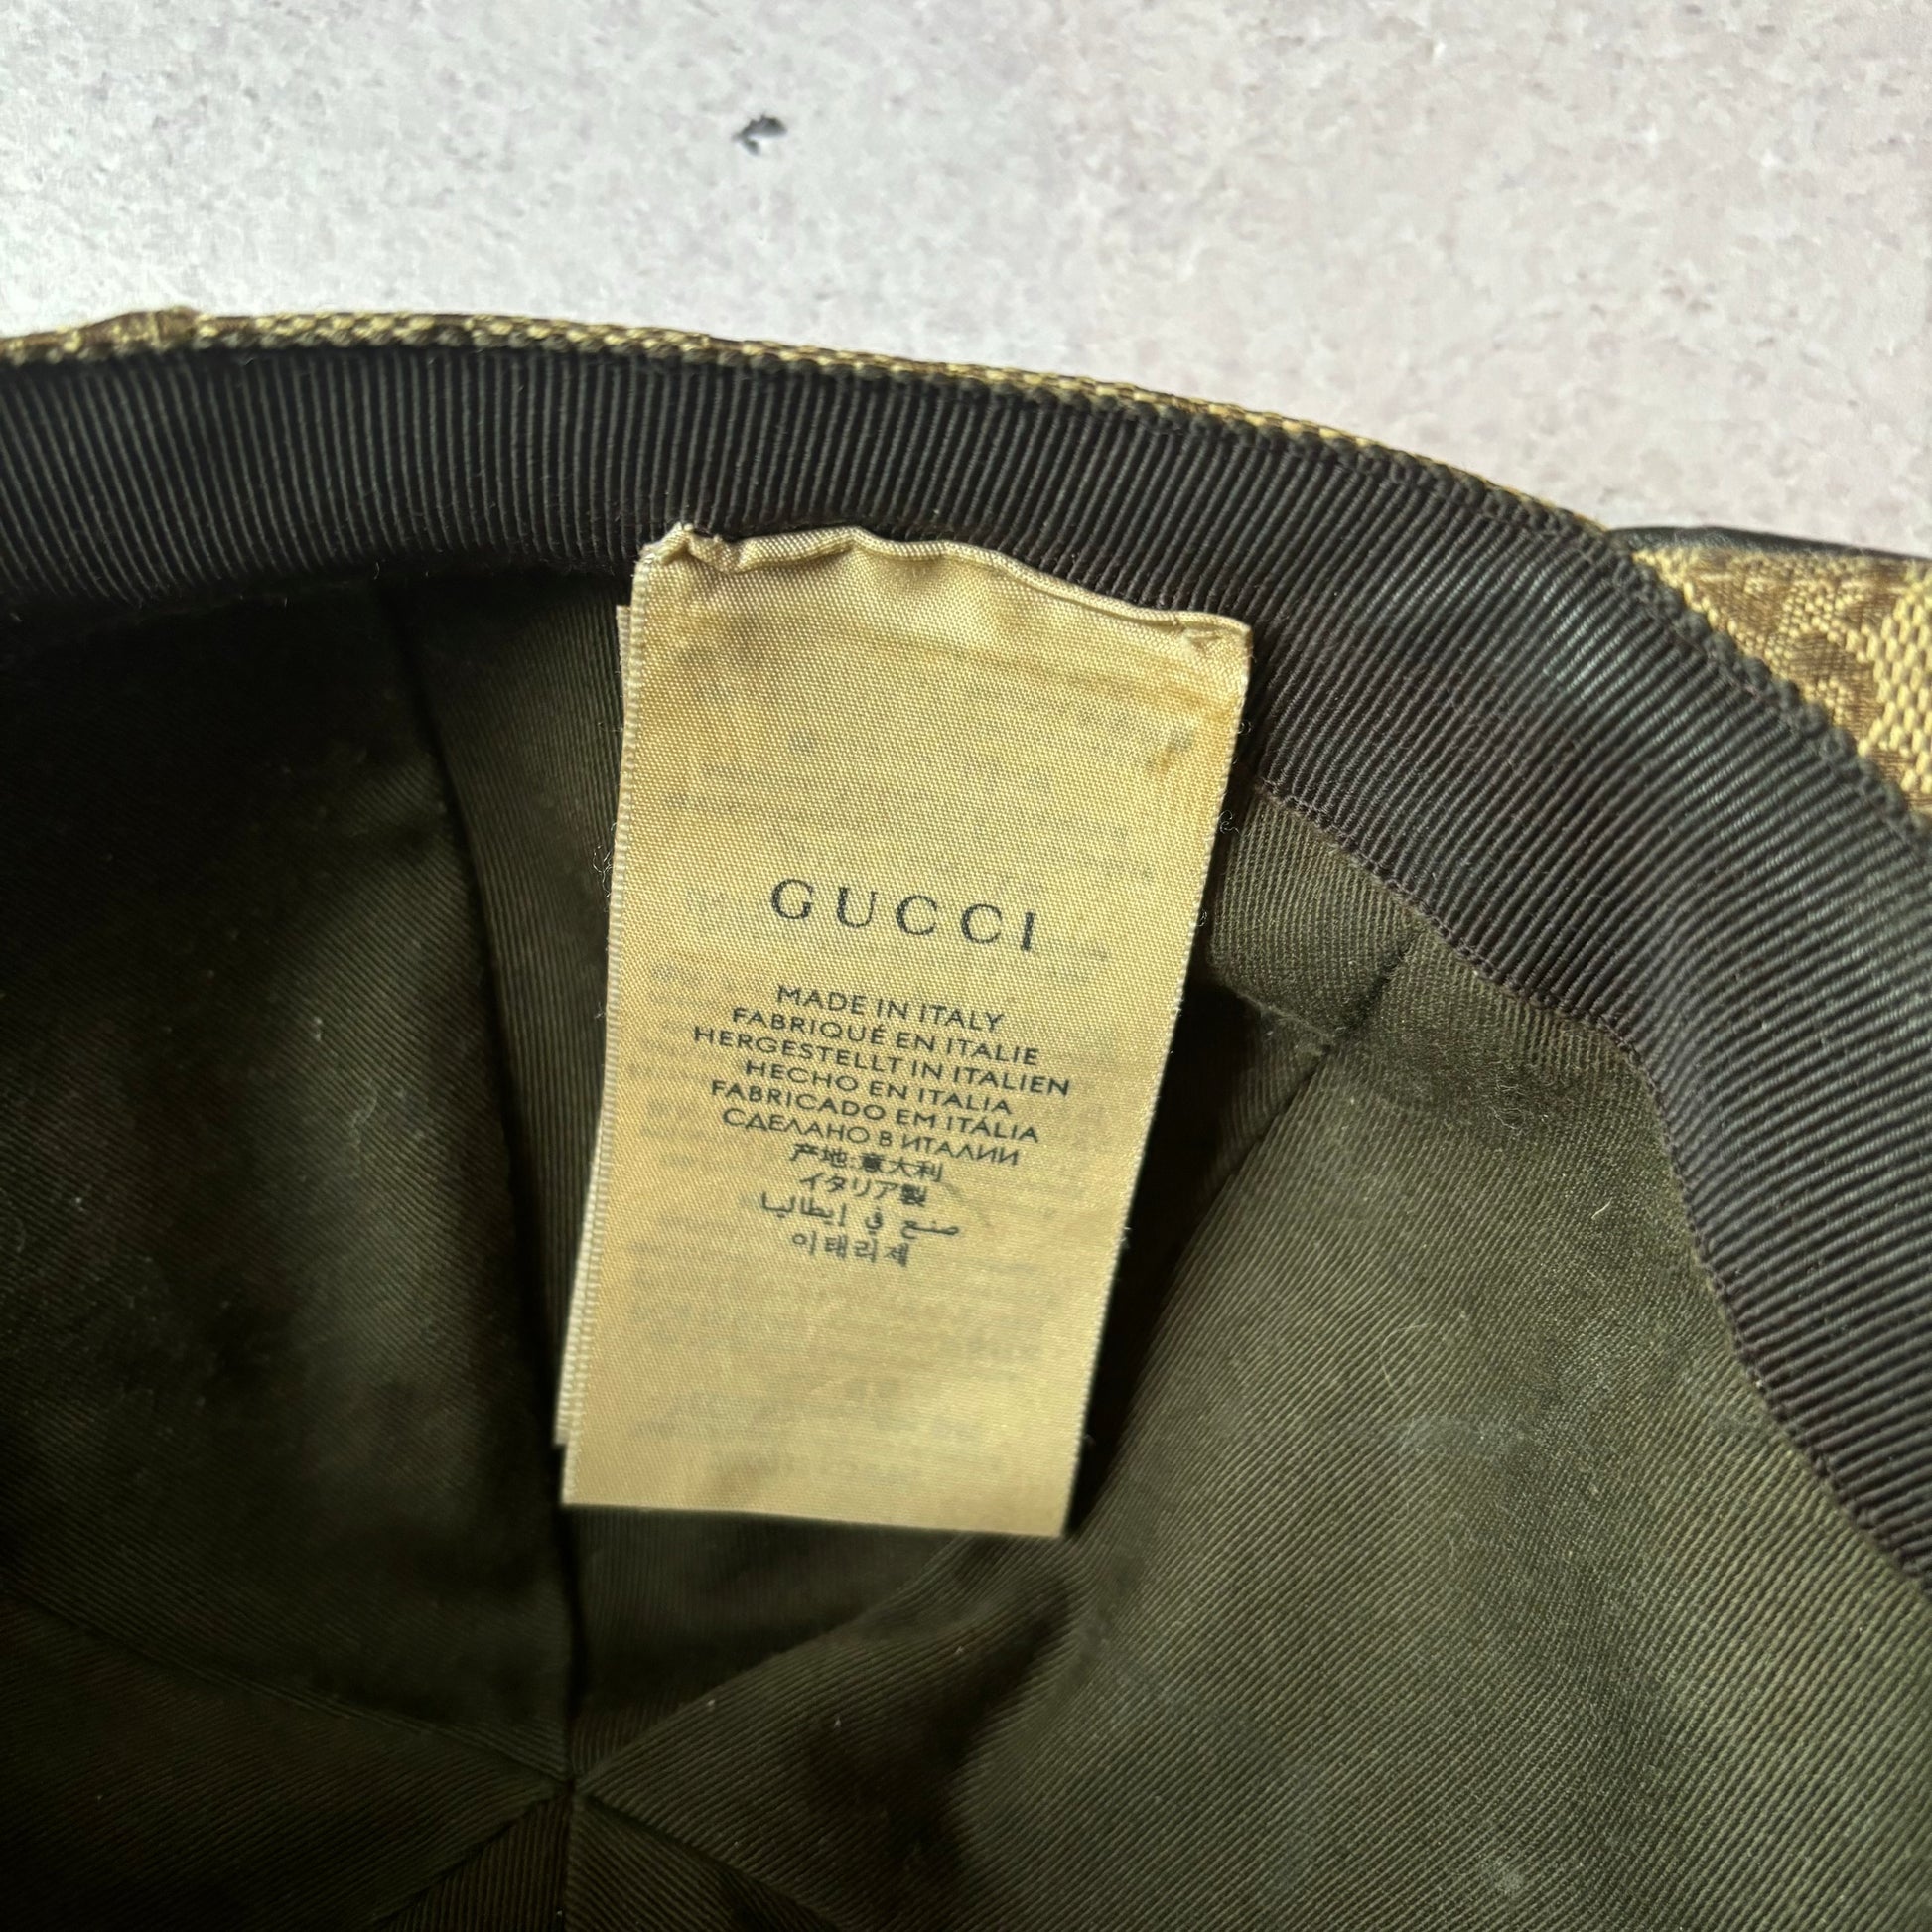 GUCCI
MADE IN ITALY
FABRIQUÉ EN ITALIE
HERGESTELLT IN ITALIEN
HECHO EN ITALIA
FABRICADO EM ITÁLIA
СДЕЛАНО В ИТАЛИИ
产地:意大利
イタリア製
صنع في إيطاليا
이태리제